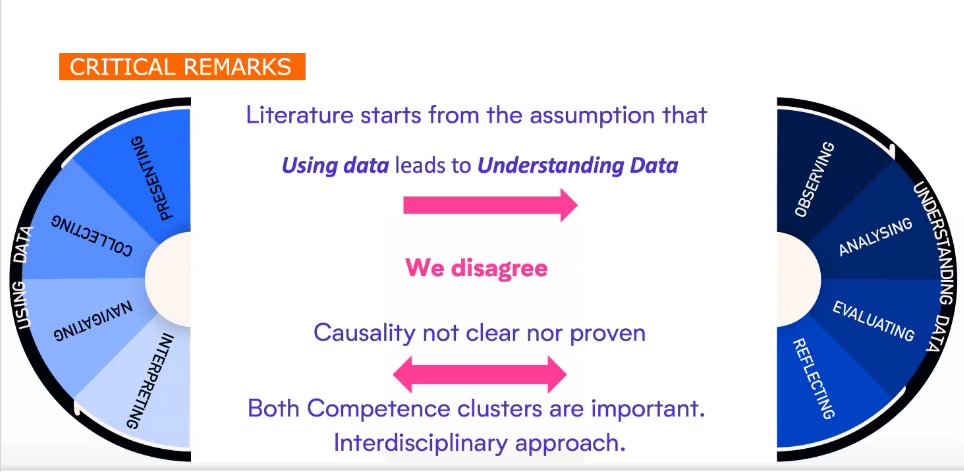 CRITICAL REMARKS
Literature starts from the assumption that
Using data leads to Understanding Data
We disagree
Causality not clear nor proven
Both Competence clusters are important.
Interdisciplinary approach.
USING DATA
PRESENTING
COLLECTING
NAVIGATING
INTERPRETING
UNDERSTANDING DATA
OBSERVING
ANALYSING
EVALUATING
REFLECTING